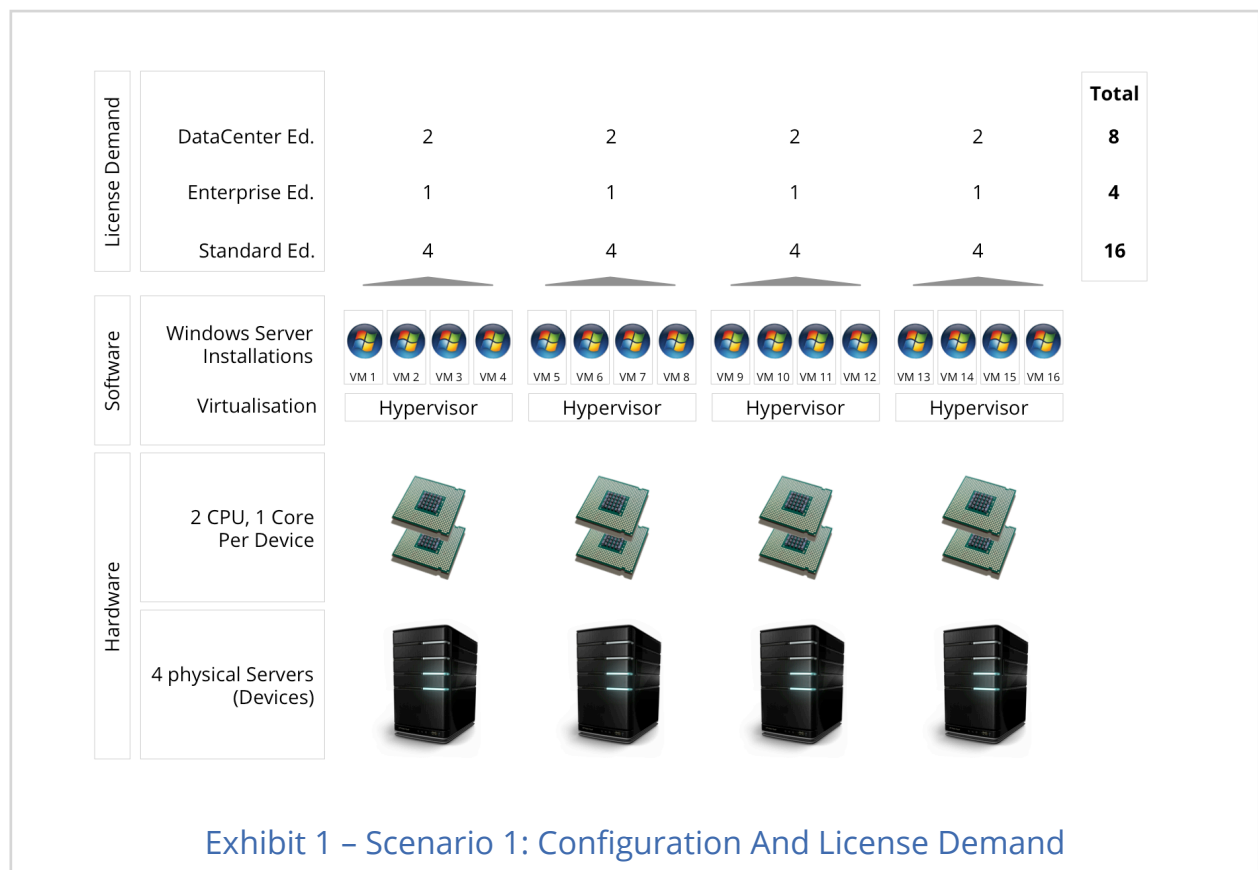 License Demand
Total
DataCenter Ed. 2 2 2 2 8
Enterprise Ed. 1 1 1 1 4
Standard Ed. 4 4 4 4 16
Software
Windows Server
Installations
VM 1 VM 2 VM 3 VM 4 VM 5 VM 6 VM 7 VM 8 VM 9 VM 10 VM 11 VM 12 VM 13 VM 14 VM 15 VM 16
Virtualisation Hypervisor Hypervisor Hypervisor Hypervisor
Hardware
2 CPU, 1 Core
Per Device
4 physical Servers
(Devices)
Exhibit 1 – Scenario 1: Configuration And License Demand